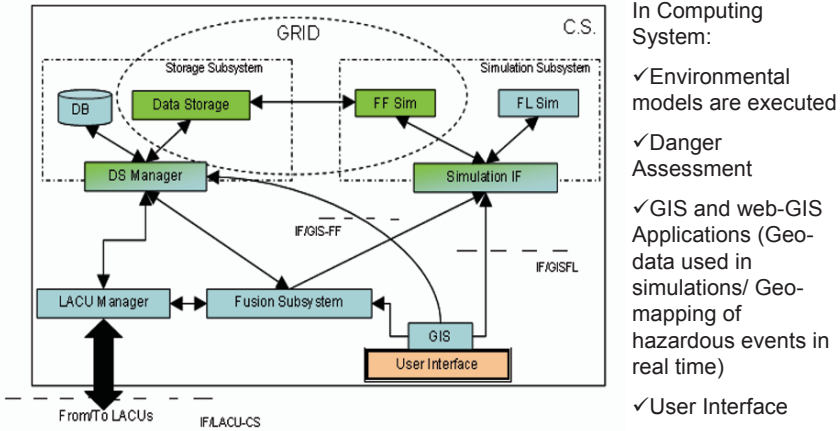 C.S.
GRID
Storage Subsystem
Simulation Subsystem
DB
Data Storage
FF Sim
FL Sim
DS Manager
Simulation IF
IF/GIS-FF
IF/GISFL
LACU Manager
Fusion Subsystem
GIS
User Interface
From/To LACUs
IF/LACU-CS
In Computing
System:
✓Environmental
models are executed
✓Danger
Assessment
✓GIS and web-GIS
Applications (Geo-
data used in
simulations/ Geo-
mapping of
hazardous events in
real time)
✓User Interface